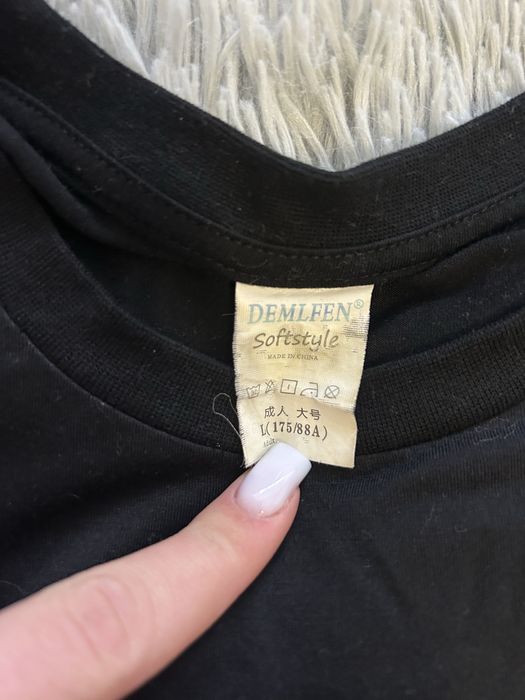 DEMLFEN®
Softstyle
MADE IN CHINA
成人 大号
L(175/88A)